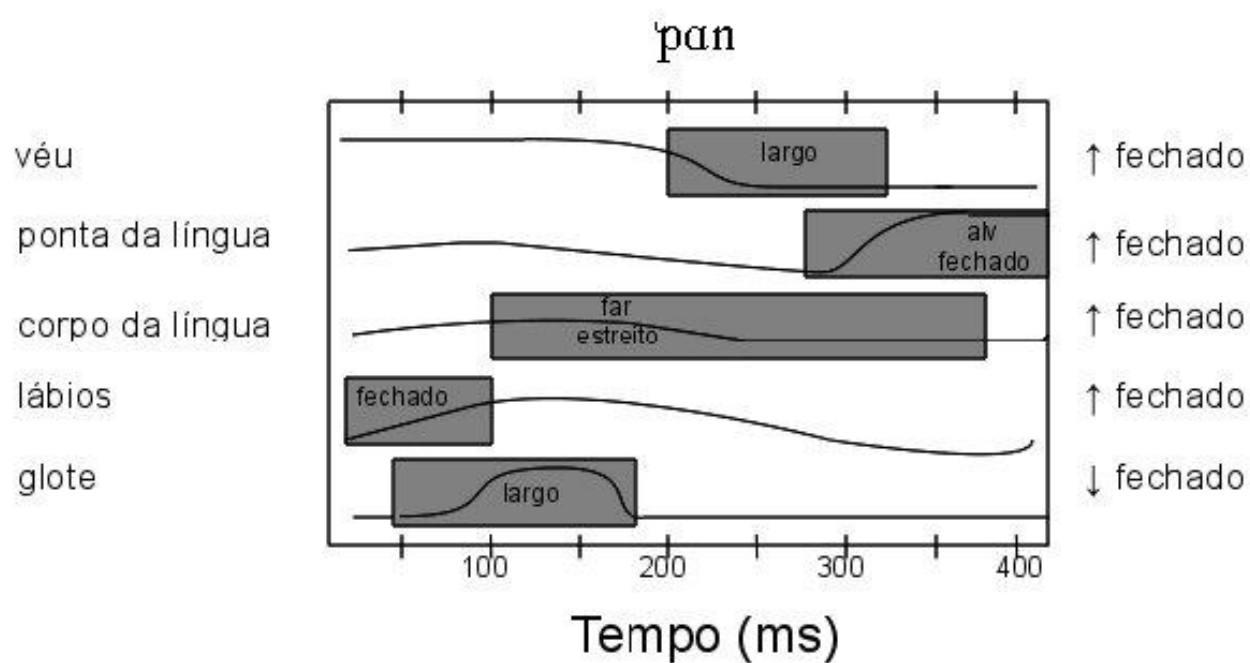 ˈpɑn
véu
largo
↑ fechado
ponta da língua
alv
fechado
↑ fechado
corpo da língua
far
estreito
↑ fechado
lábios
fechado
↑ fechado
glote
largo
↓ fechado
100 200 300 400
Tempo (ms)